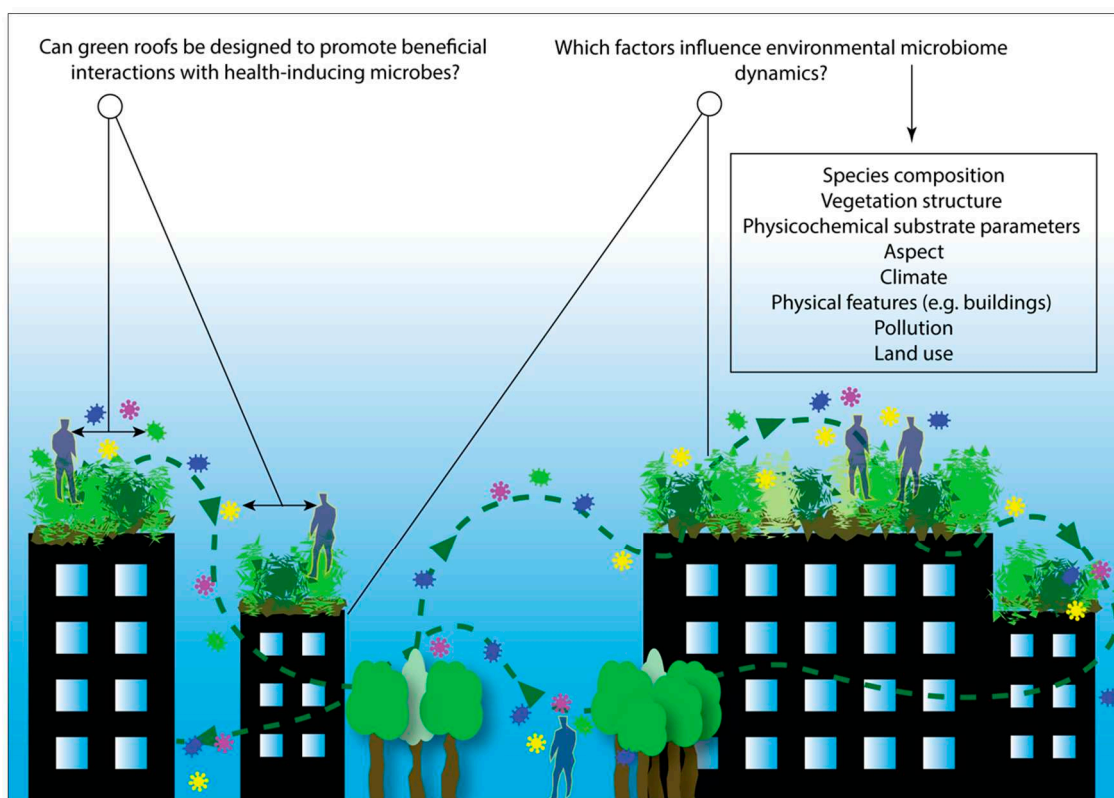 Can green roofs be designed to promote beneficial
interactions with health-inducing microbes?
Which factors influence environmental microbiome
dynamics?
Species composition
Vegetation structure
Physicochemical substrate parameters
Aspect
Climate
Physical features (e.g. buildings)
Pollution
Land use